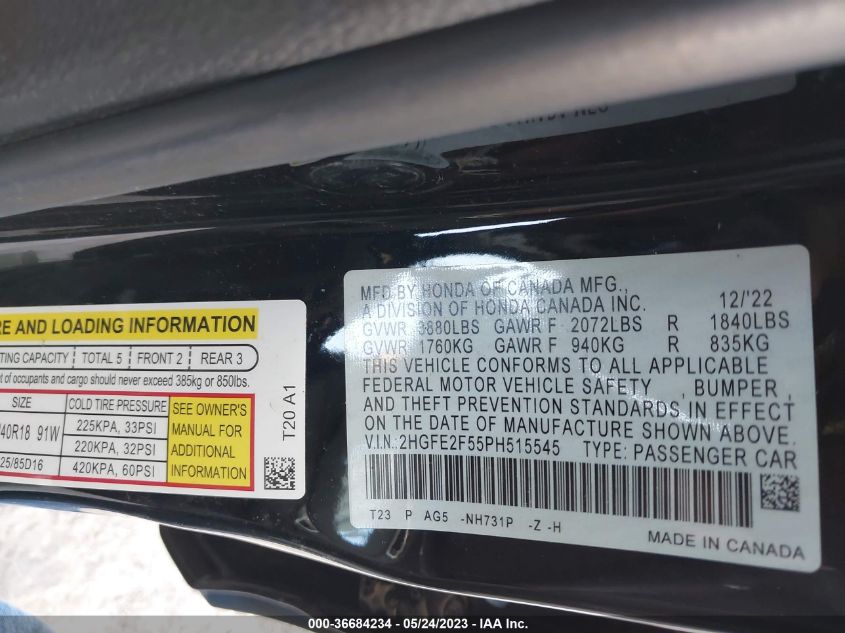 RE AND LOADING INFORMATION
TING CAPACITY TOTAL 5 FRONT 2 REAR 3
t of occupants and cargo should never exceed 385kg or 850lbs.
SIZE COLD TIRE PRESSURE SEE OWNER'S MANUAL FOR ADDITIONAL INFORMATION
40R18 91W 225KPA, 33PSI
220KPA, 32PSI
25/85D16 420KPA, 60PSI
T20 A1
MFD BY HONDA OF CANADA MFG.,
A DIVISION OF HONDA CANADA INC. 12/'22
GVWR 3880LBS GAWR F 2072LBS R 1840LBS
GVWR 1760KG GAWR F 940KG R 835KG
THIS VEHICLE CONFORMS TO ALL APPLICABLE
FEDERAL MOTOR VEHICLE SAFETY , BUMPER ,
AND THEFT PREVENTION STANDARDS IN EFFECT
ON THE DATE OF MANUFACTURE SHOWN ABOVE.
V.I.N.:2HGFE2F55PH515545 TYPE: PASSENGER CAR
T23 P AG5 -NH731P -Z -H
MADE IN CANADA
000-36684234 - 05/24/2023 - IAA Inc.